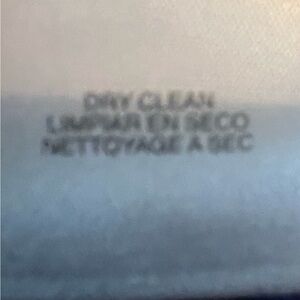 DRY CLEAN
LIMPIAR EN SECO
NETTOYAGE A SEC